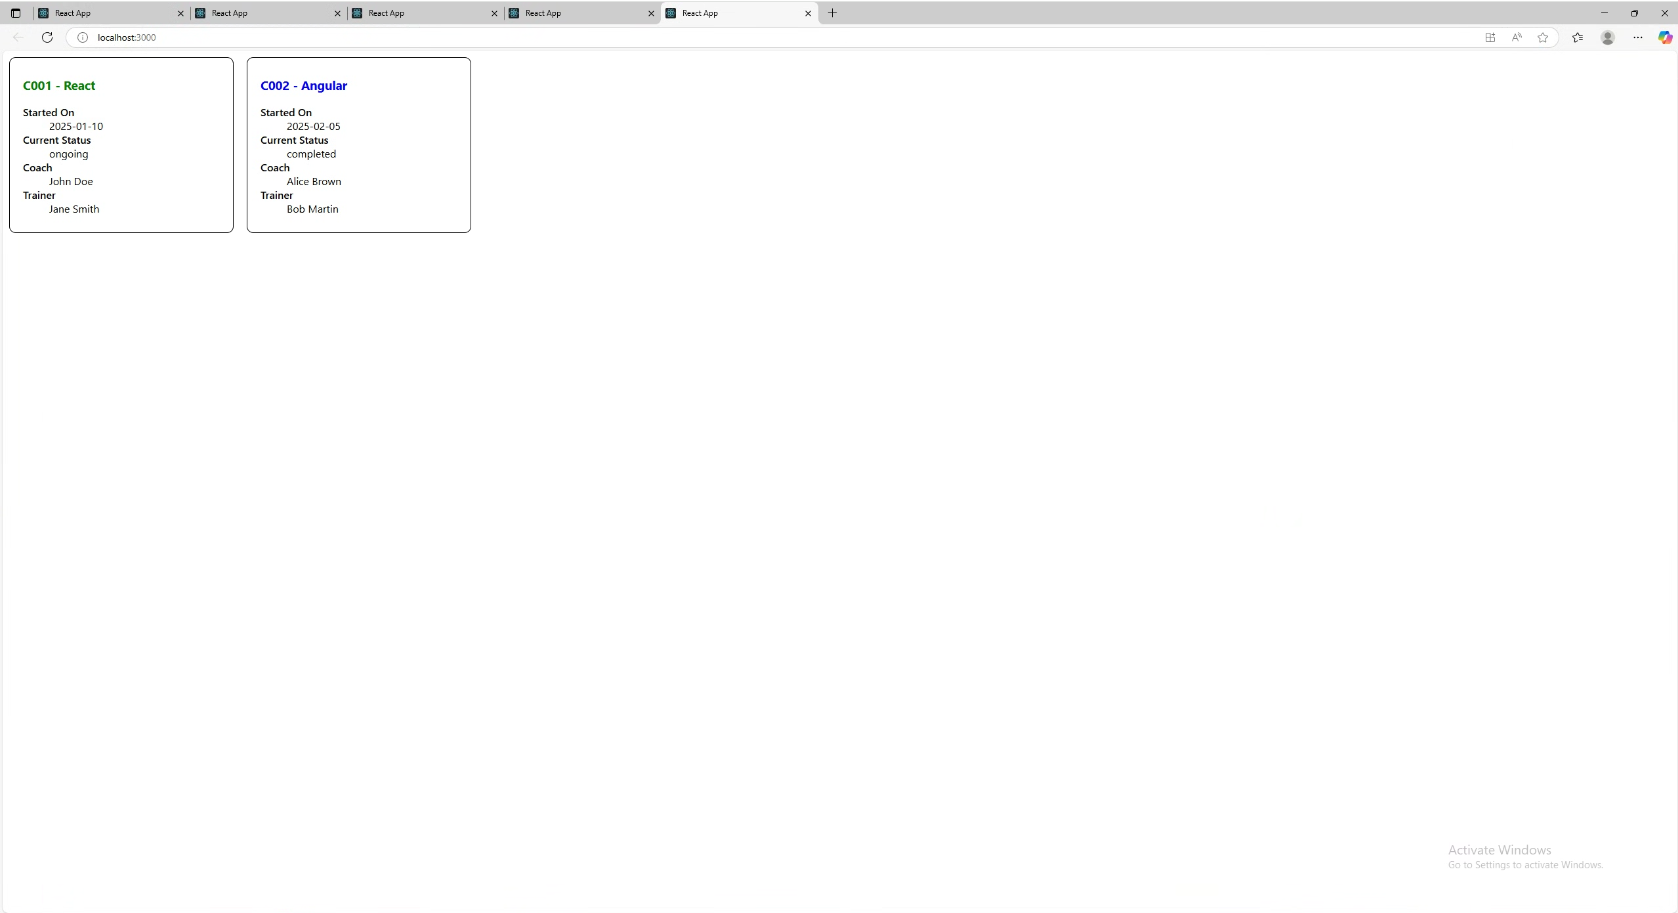 React App
React App
React App
React App
React App
localhost:3000
C001 - React
Started On
2025-01-10
Current Status
ongoing
Coach
John Doe
Trainer
Jane Smith
C002 - Angular
Started On
2025-02-05
Current Status
completed
Coach
Alice Brown
Trainer
Bob Martin
Activate Windows
Go to Settings to activate Windows.